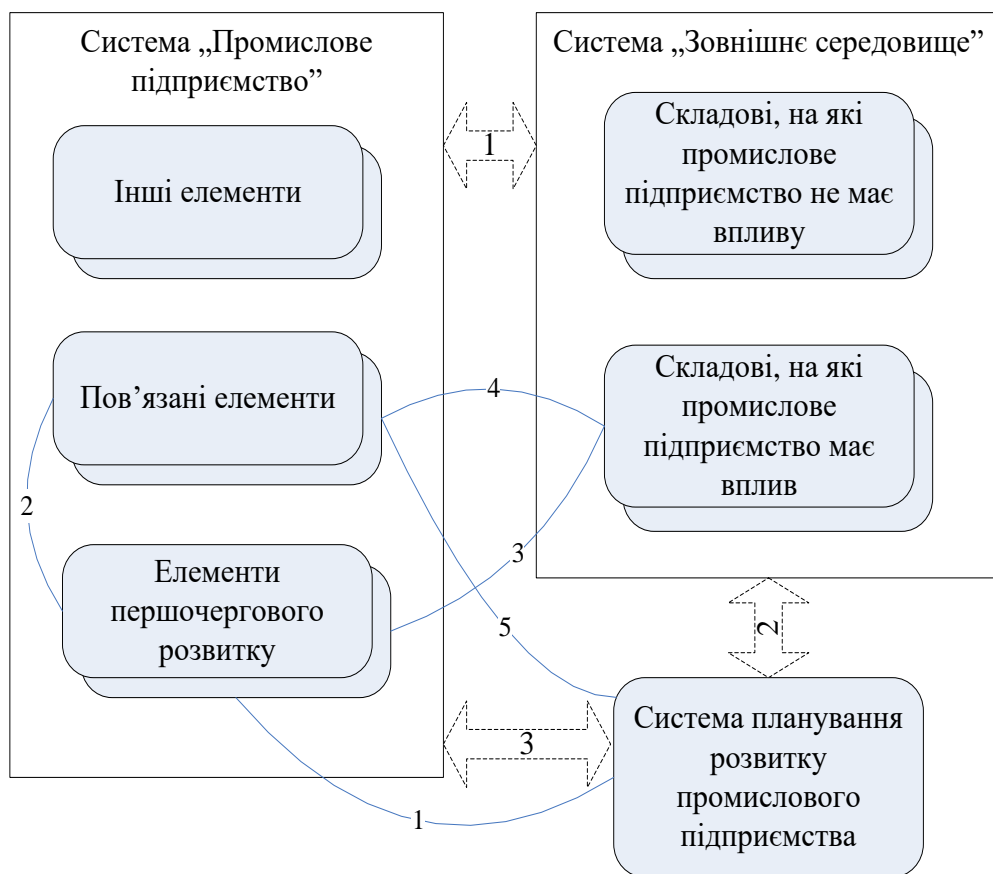 Система „Промислове
підприємство”
Інші елементи
Пов’язані елементи
Елементи
першочергового
розвитку
Система „Зовнішнє середовище”
Складові, на які
промислове
підприємство не має
впливу
Складові, на які
промислове
підприємство має
вплив
Система планування
розвитку
промислового
підприємства
1
2
3
1
2
3
4
5